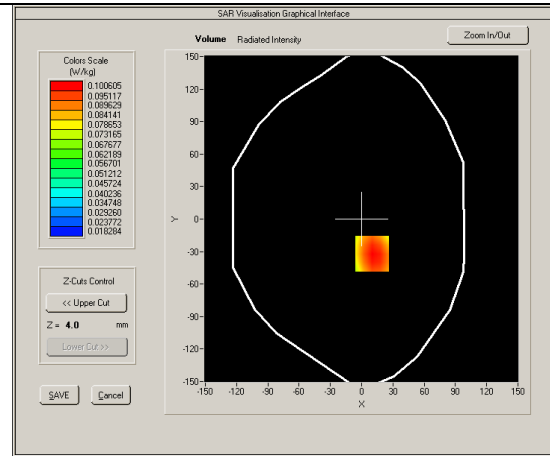 SAR Visualisation Graphical Interface
Volume Radiated Intensity
Zoom In/Out
Colors Scale
(W/kg)
0.100605
0.095117
0.089629
0.084141
0.078653
0.073165
0.067677
0.062189
0.056701
0.051212
0.045724
0.040236
0.034748
0.029260
0.023772
0.018284
Z-Cuts Control
<< Upper Cut
Z = 4.0 mm
Lower Cut >>
SAVE Cancel
150
120
90
60
30
0
-30
-60
-90
-120
-150
Y
-150 -120 -90 -60 -30 0 30 60 90 120 150
X